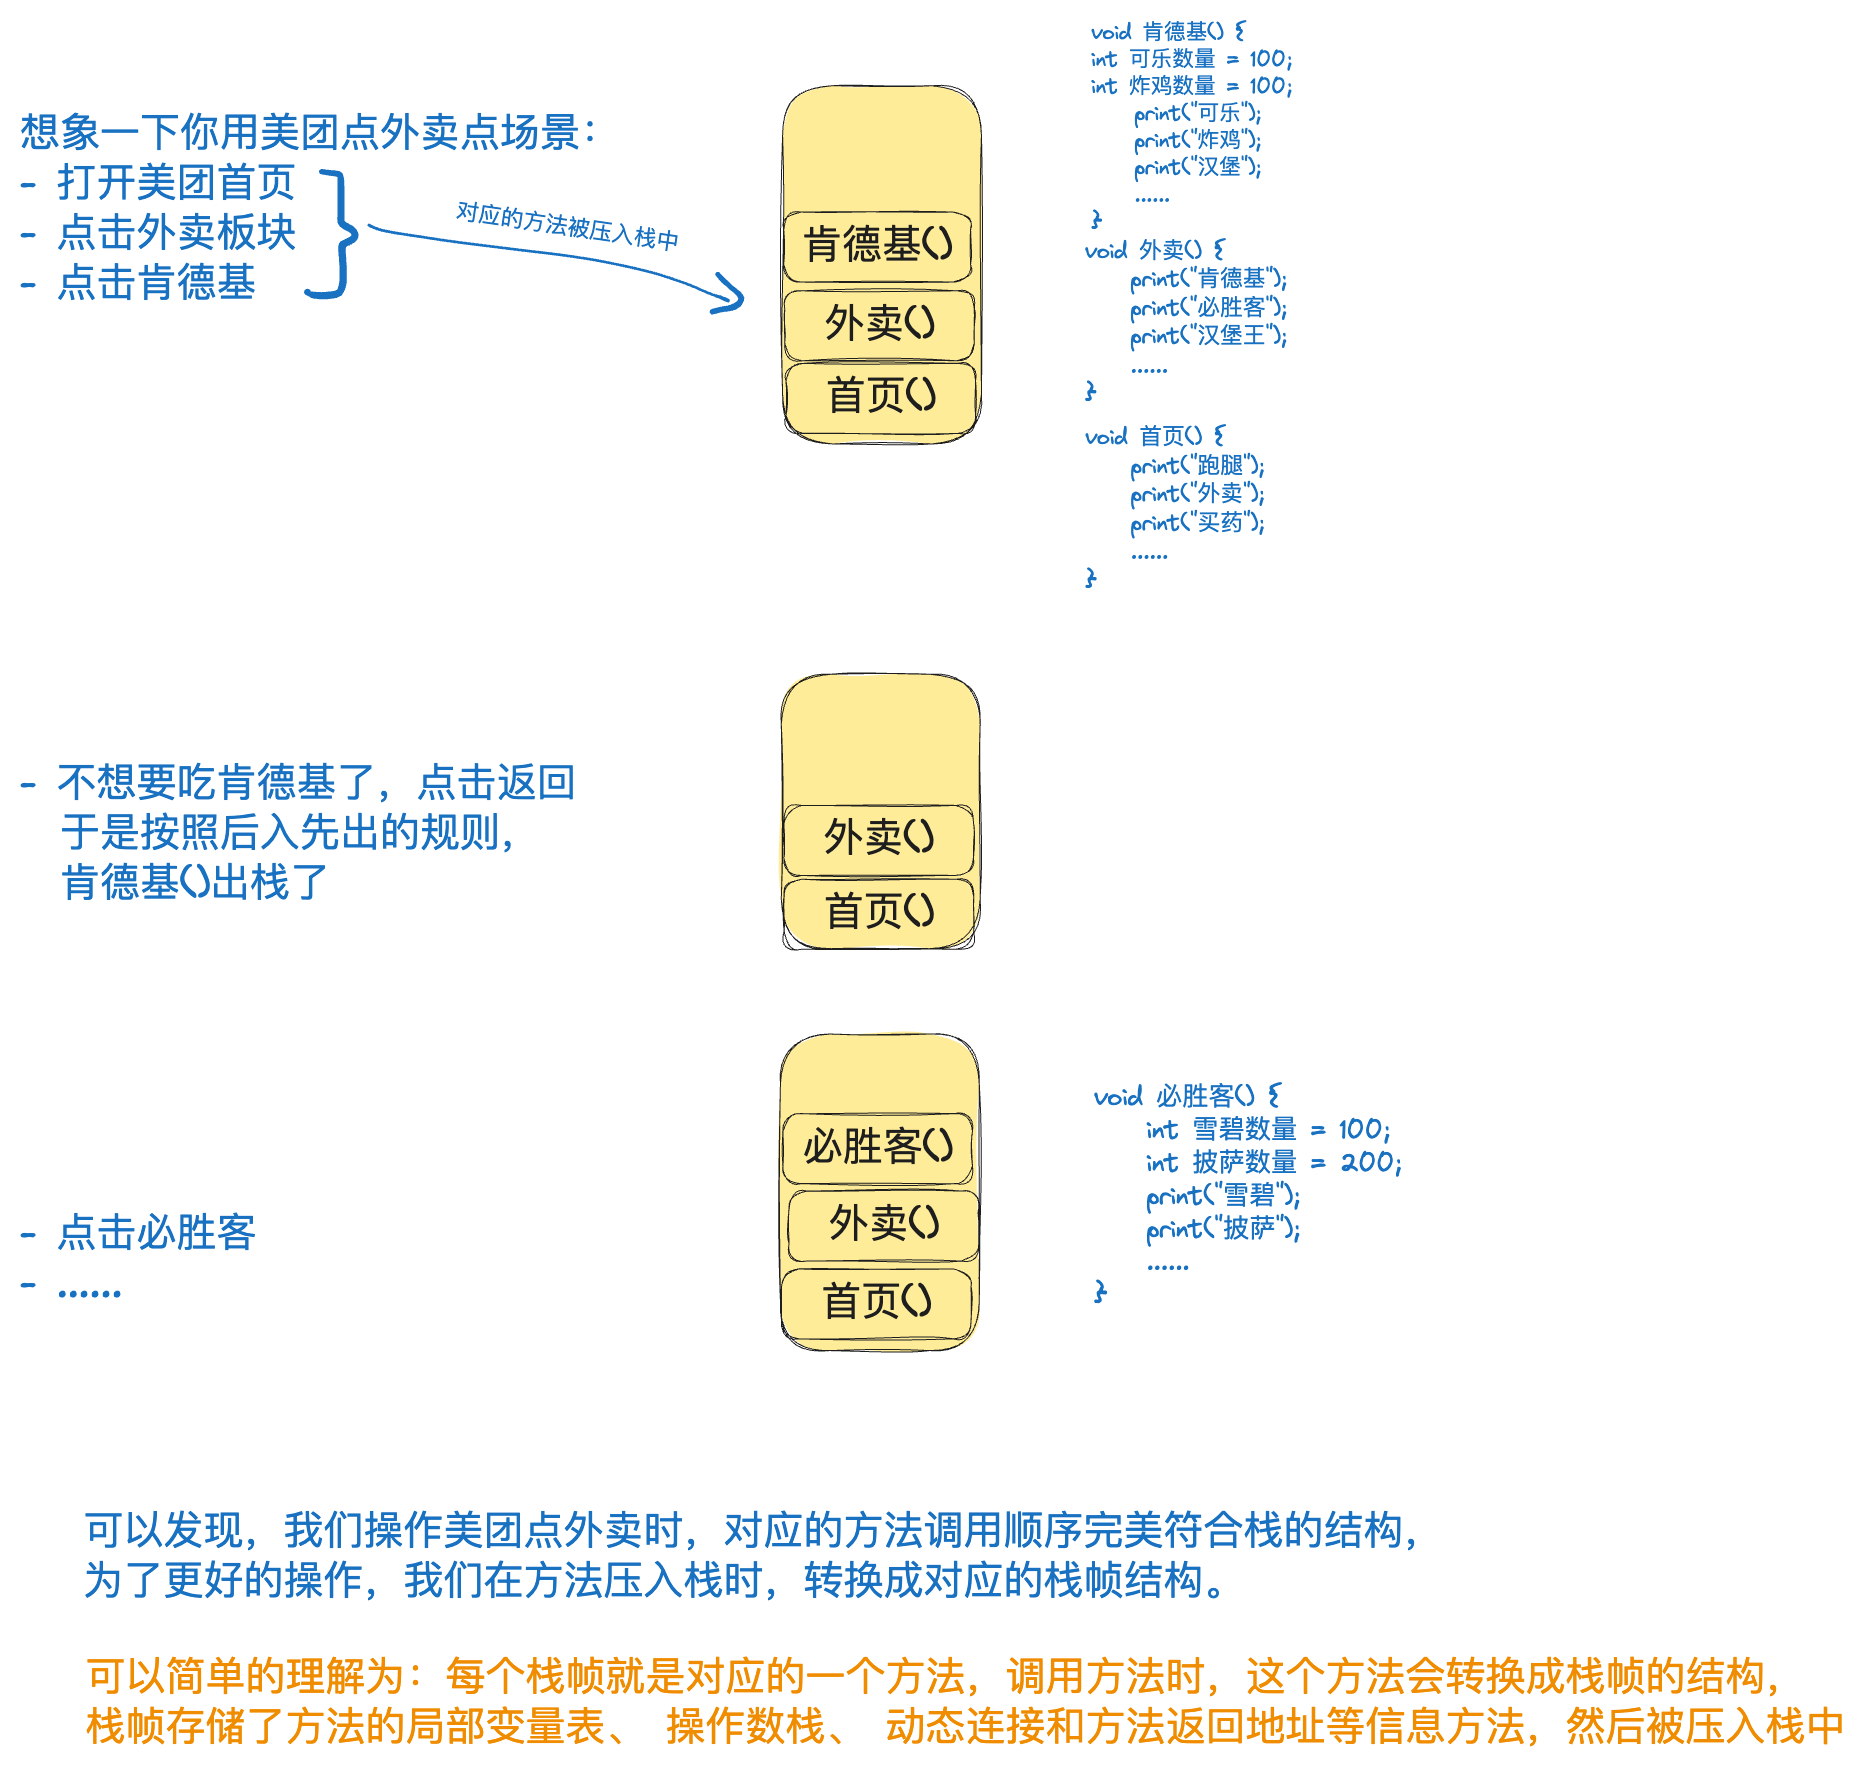 想象一下你用美团点外卖点场景：
- 打开美团首页
- 点击外卖板块
- 点击肯德基
对应的方法被压入栈中
肯德基()
外卖()
首页()
void 肯德基() {
int 可乐数量 = 100;
int 炸鸡数量 = 100;
print("可乐");
print("炸鸡");
print("汉堡");
......
}
void 外卖() {
print("肯德基");
print("必胜客");
print("汉堡王");
......
}
void 首页() {
print("跑腿");
print("外卖");
print("买药");
......
}
- 不想要吃肯德基了，点击返回
于是按照后入先出的规则，
肯德基()出栈了
外卖()
首页()
- 点击必胜客
- ......
必胜客()
外卖()
首页()
void 必胜客() {
int 雪碧数量 = 100;
int 披萨数量 = 200;
print("雪碧");
print("披萨");
......
}
可以发现，我们操作美团点外卖时，对应的方法调用顺序完美符合栈的结构，
为了更好的操作，我们在方法压入栈时，转换成对应的栈帧结构。
可以简单的理解为：每个栈帧就是对应的一个方法，调用方法时，这个方法会转换成栈帧的结构，
栈帧存储了方法的局部变量表、 操作数栈、 动态连接和方法返回地址等信息方法，然后被压入栈中